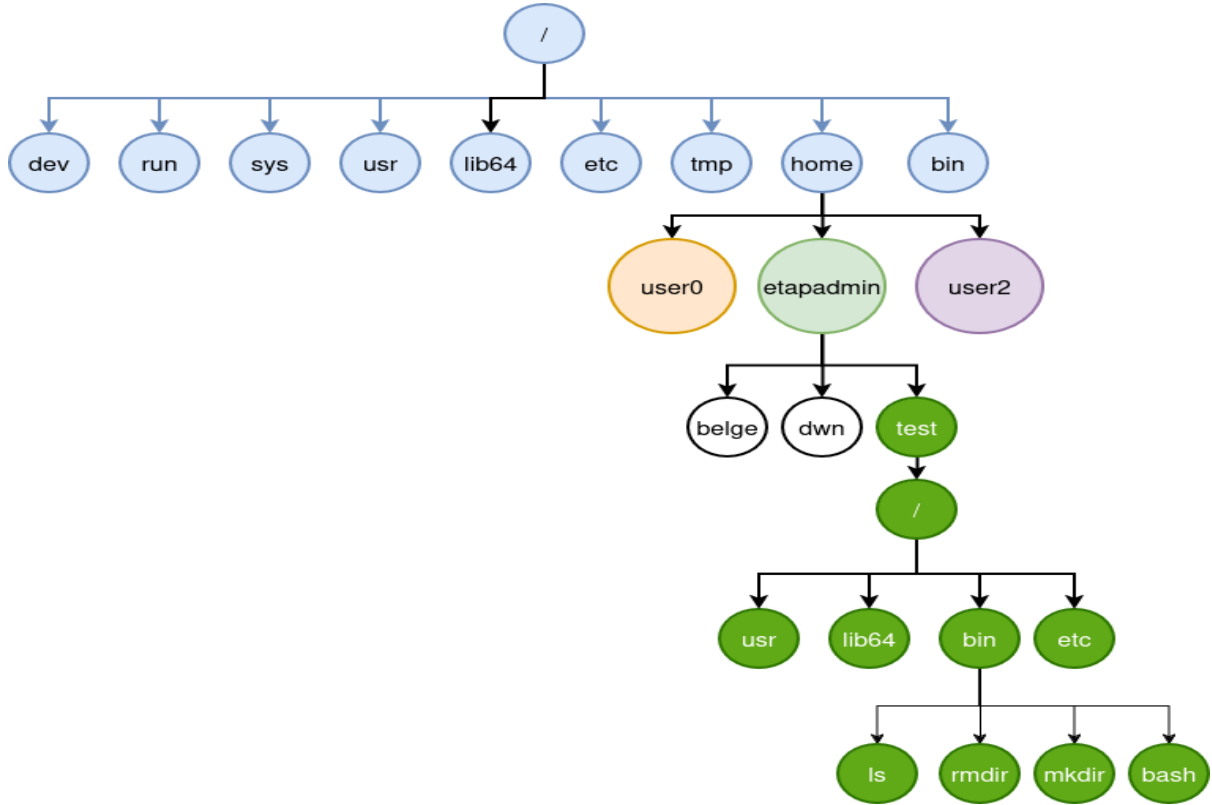 /
dev run sys usr lib64 etc tmp home bin
user0 etapadmin user2
belge dwn test
/
usr lib64 bin etc
ls rmdir mkdir bash